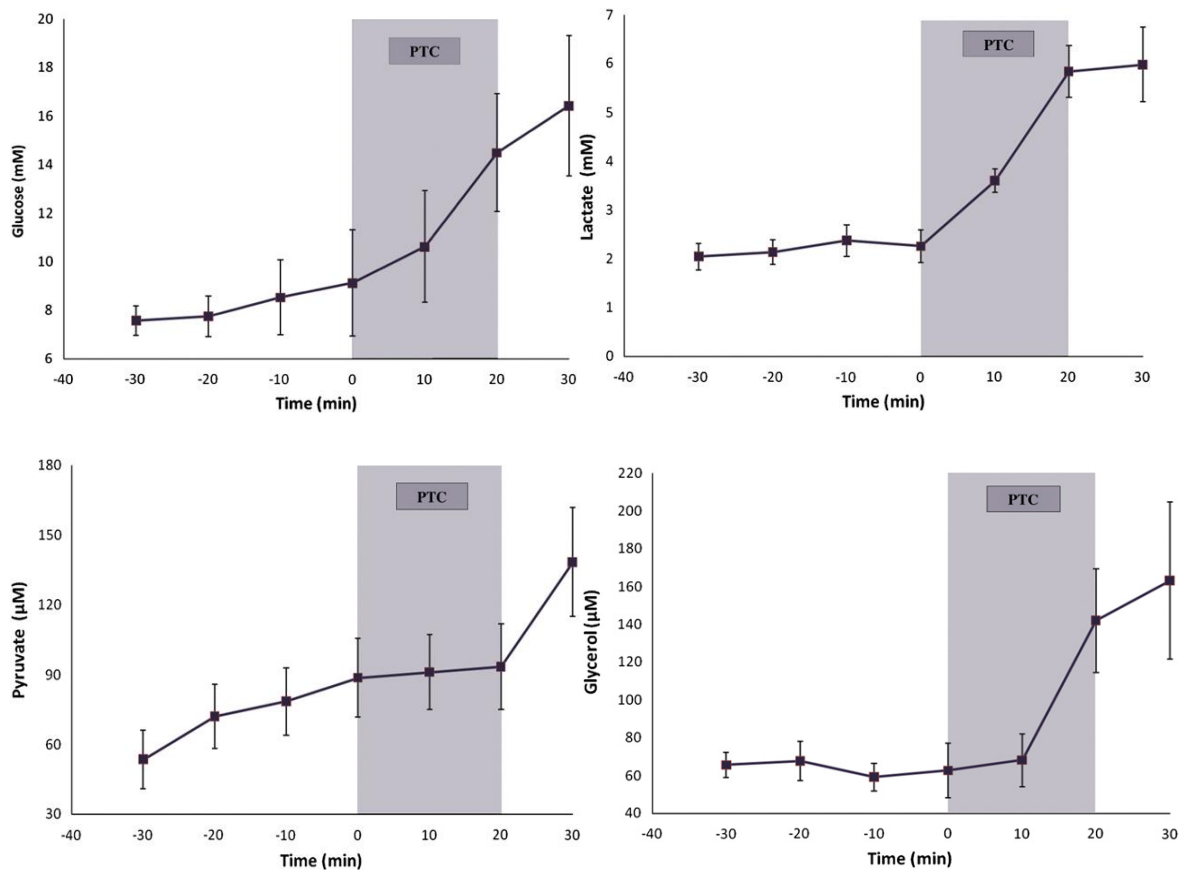 20
18
16
14
12
10
8
6
Glucose (mM)
PTC
-40 -30 -20 -10 0 10 20 30
Time (min)
7
6
5
4
3
2
1
0
Lactate (mM)
PTC
-40 -30 -20 -10 0 10 20 30
Time (min)
180
150
120
90
60
30
Pyruvate (μM)
PTC
-40 -30 -20 -10 0 10 20 30
Time (min)
220
200
180
160
140
120
100
80
60
40
Glycerol (μM)
PTC
-40 -30 -20 -10 0 10 20 30
Time (min)